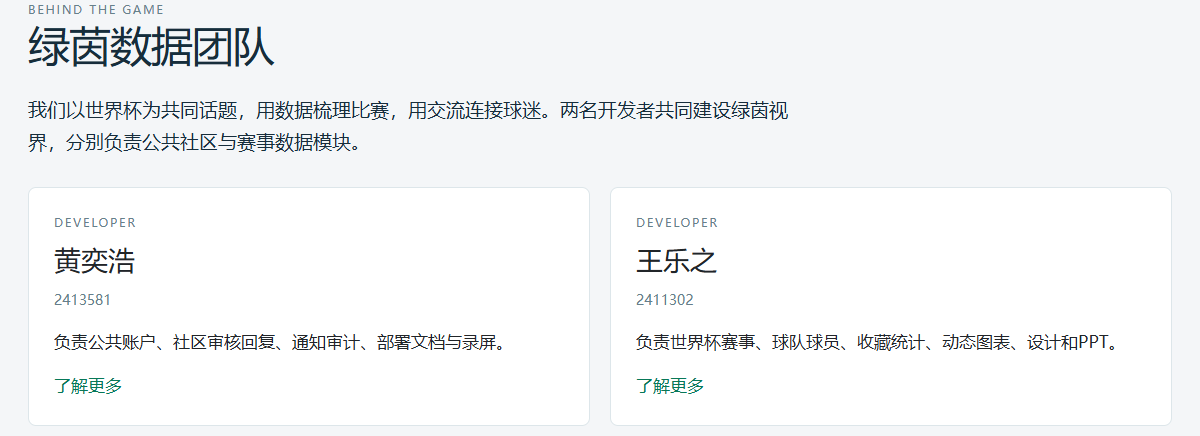 BEHIND THE GAME
绿茵数据团队
我们以世界杯为共同话题，用数据梳理比赛，用交流连接球迷。两名开发者共同建设绿茵视
界，分别负责公共社区与赛事数据模块。
DEVELOPER
黄奕浩
2413581
负责公共账户、社区审核回复、通知审计、部署文档与录屏。
了解更多
DEVELOPER
王乐之
2411302
负责世界杯赛事、球队球员、收藏统计、动态图表、设计和PPT。
了解更多